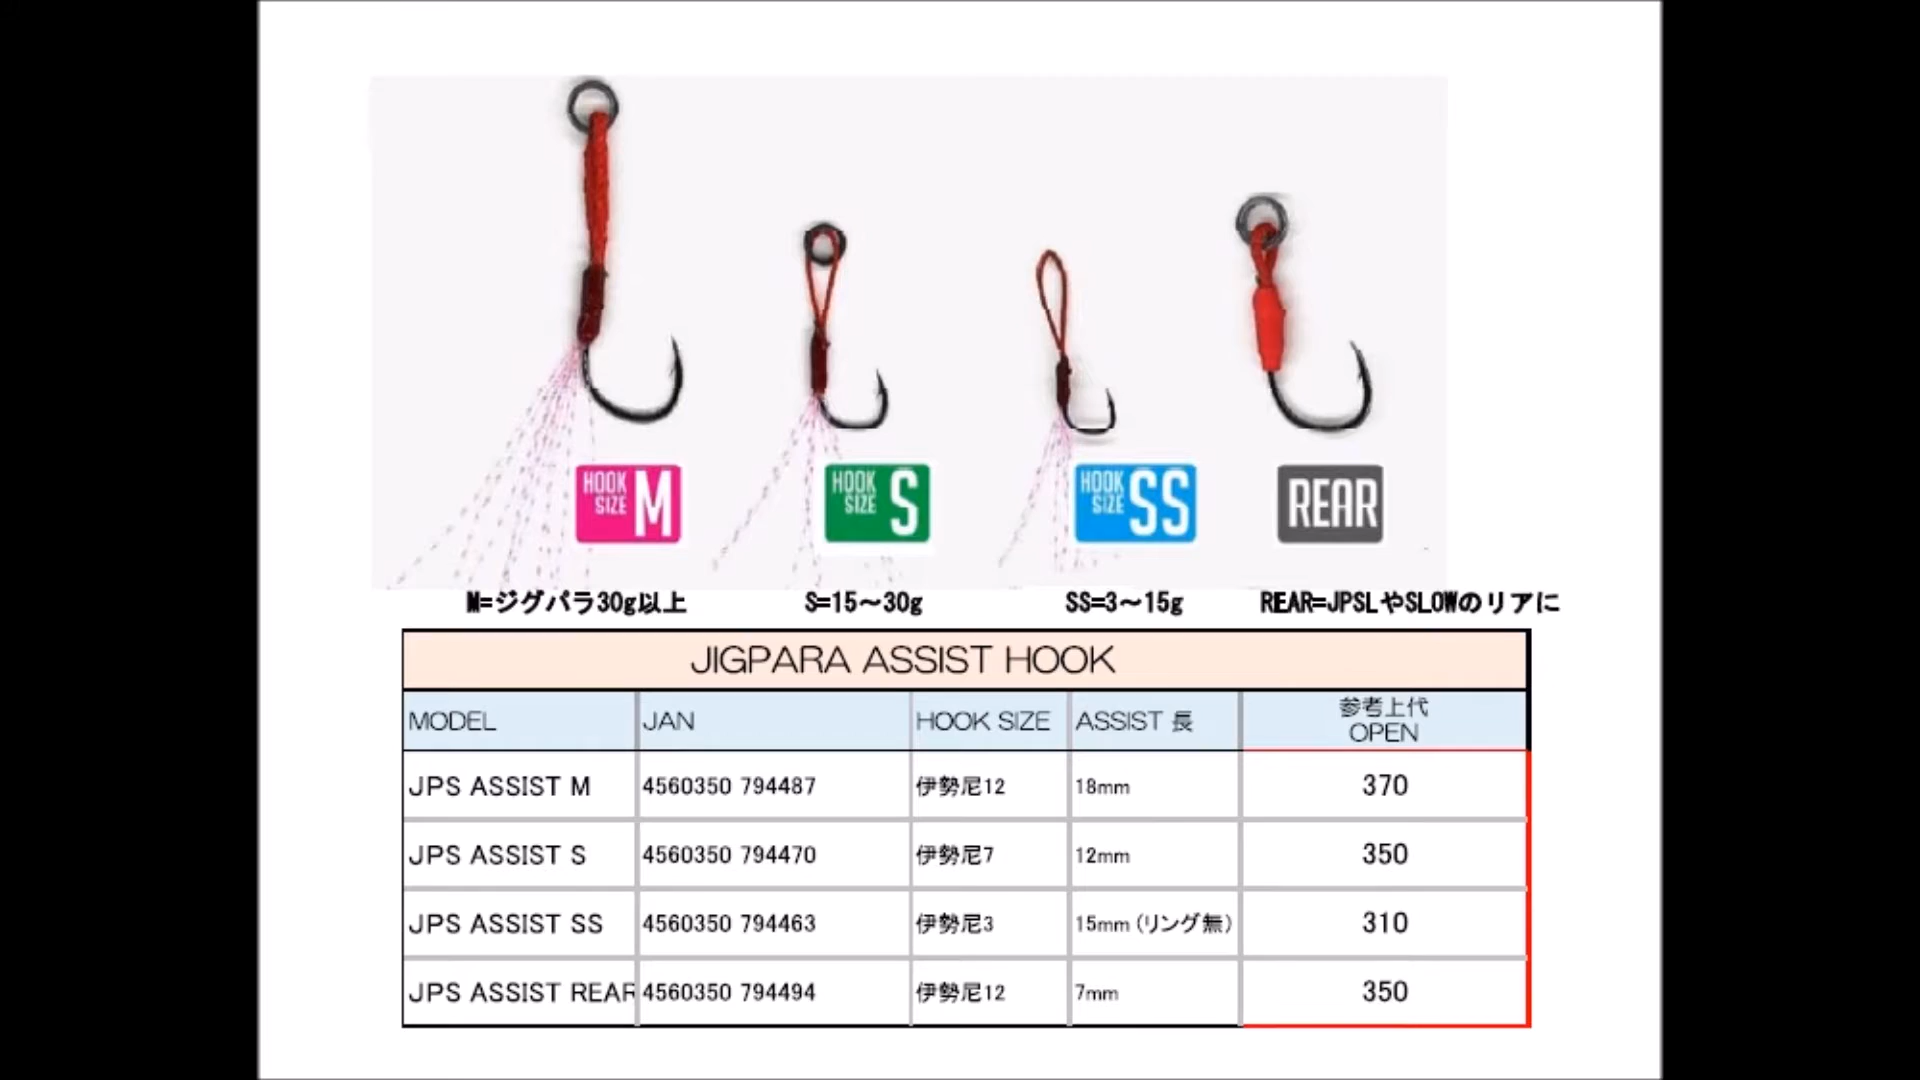 HOOK SIZE M
HOOK SIZE S
HOOK SIZE SS
REAR
M=ジグパラ30g以上
S=15～30g
SS=3～15g
REAR=JPSLやSLOWのリアに
JIGPARA ASSIST HOOK
MODEL JAN HOOK SIZE ASSIST 長 参考上代 OPEN
JPS ASSIST M 4560350 794487 伊勢尼12 18mm 370
JPS ASSIST S 4560350 794470 伊勢尼7 12mm 350
JPS ASSIST SS 4560350 794463 伊勢尼3 15mm (リング無) 310
JPS ASSIST REAR 4560350 794494 伊勢尼12 7mm 350